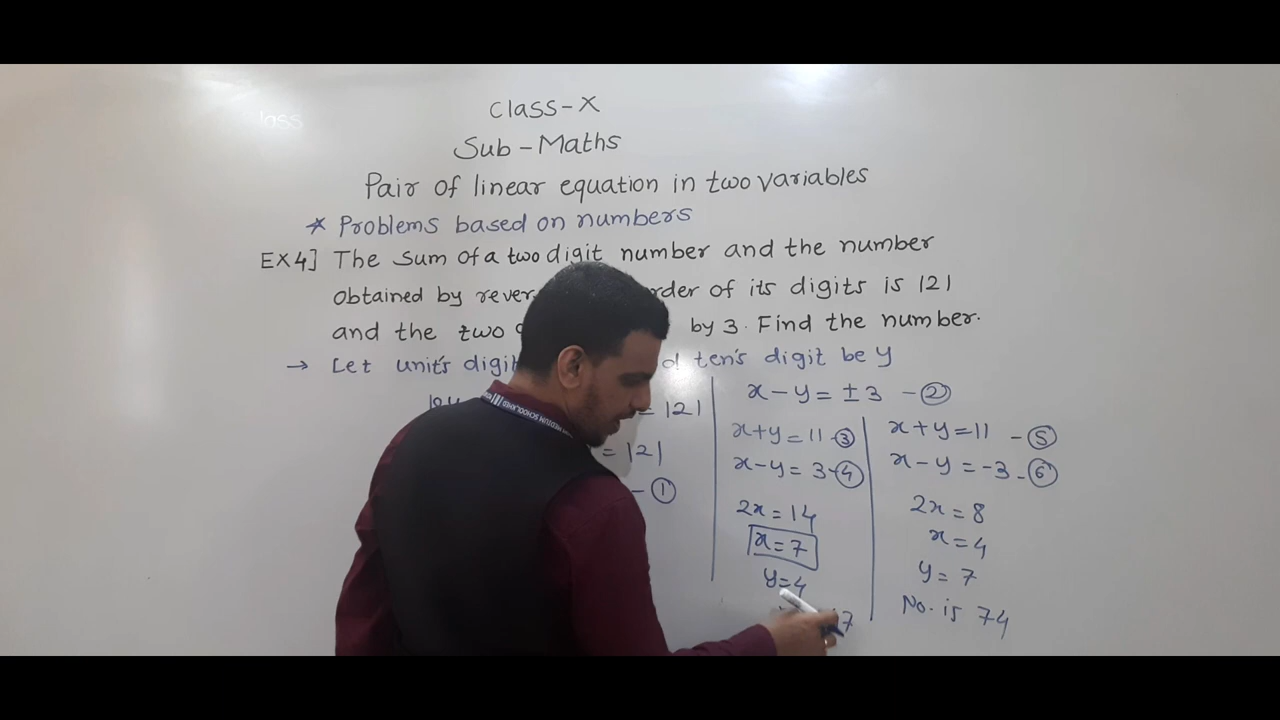 Class-X
Sub-Maths
Pair of linear equation in two variables
* Problems based on numbers
EX4] The Sum of a two digit number and the number
obtained by rever rder of its digits is 121
and the two by 3. Find the number.
→ Let unit's digit d ten's digit be y
= 121
= 121
- ①
x - y = ± 3 - ②
x+y = 11 - ③
x-y = 3 - ④
2x = 14
x = 7
y = 4
7
x + y = 11 - ⑤
x - y = -3 - ⑥
2x = 8
x = 4
y = 7
No. is 74